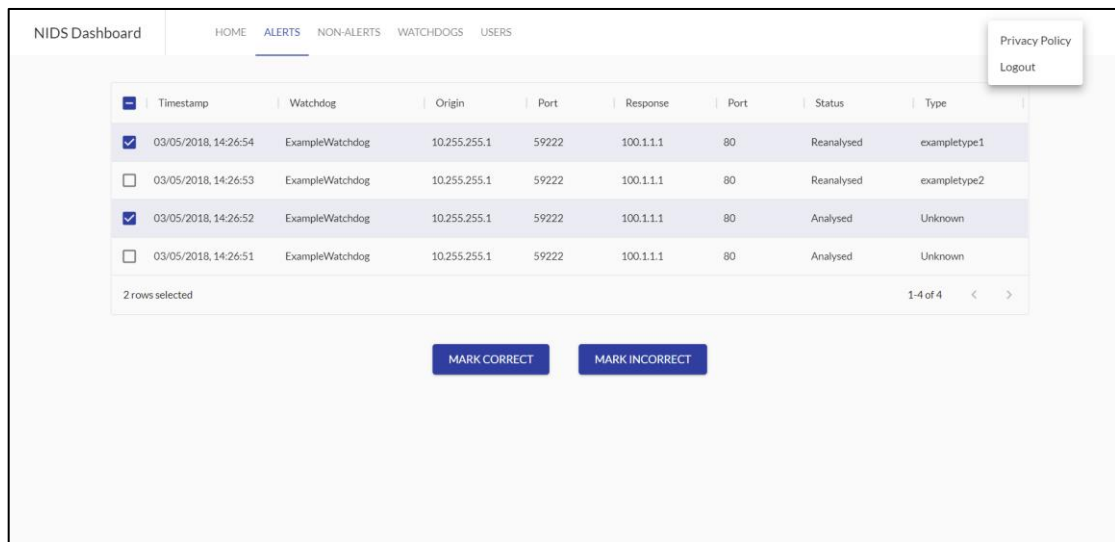 NIDS Dashboard HOME ALERTS NON-ALERTS WATCHDOGS USERS
Privacy Policy
Logout
Timestamp Watchdog Origin Port Response Port Status Type
03/05/2018, 14:26:54 ExampleWatchdog 10.255.255.1 59222 100.1.1.1 80 Reanalysed exampletype1
03/05/2018, 14:26:53 ExampleWatchdog 10.255.255.1 59222 100.1.1.1 80 Reanalysed exampletype2
03/05/2018, 14:26:52 ExampleWatchdog 10.255.255.1 59222 100.1.1.1 80 Analysed Unknown
03/05/2018, 14:26:51 ExampleWatchdog 10.255.255.1 59222 100.1.1.1 80 Analysed Unknown
2 rows selected 1-4 of 4
MARK CORRECT MARK INCORRECT